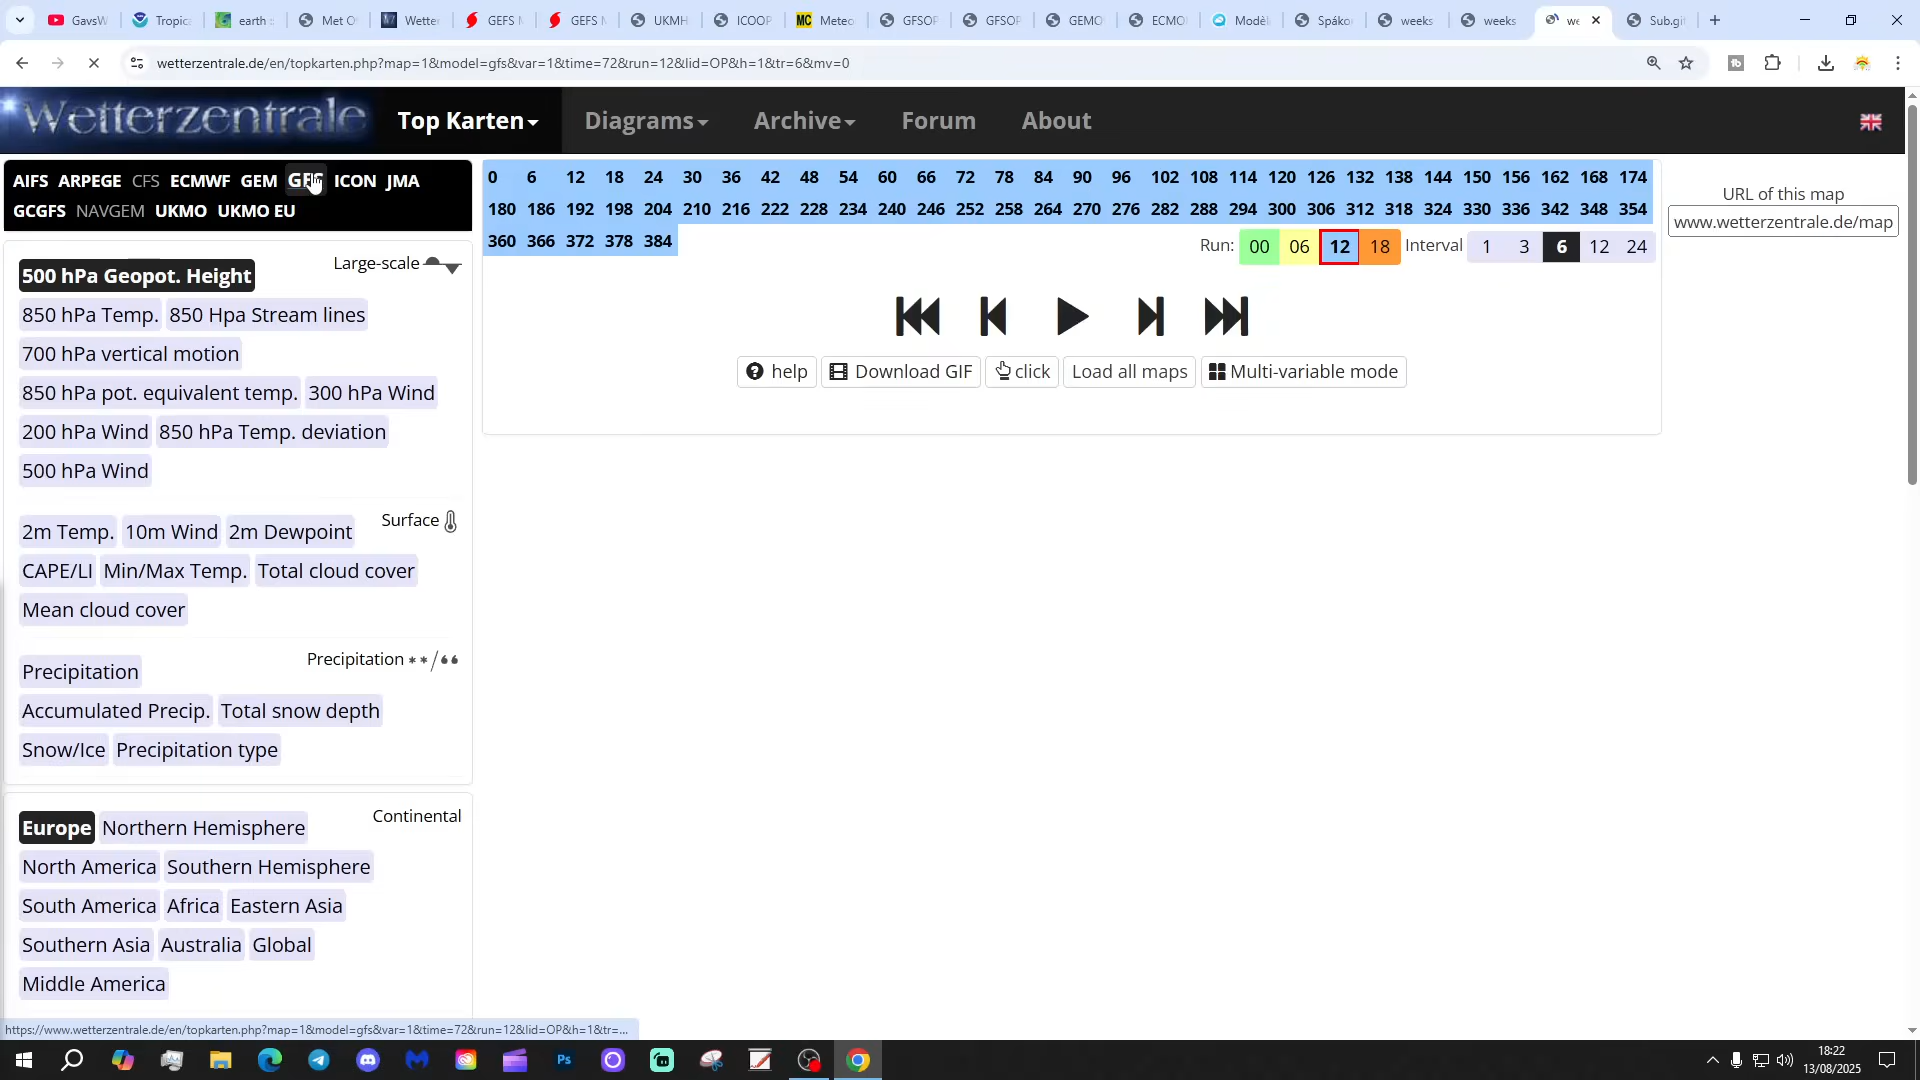 GavsW Tropica earth : Met O Wette GEFS M GEFS M UKMH ICOOP Meteo GFSOP GFSOP GEMO ECMO Modèl Spáko weeks weeks we Sub.gi
wetterzentrale.de/en/topkarten.php?map=1&model=gfs&var=1&time=72&run=12&lid=OP&h=1&tr=6&mv=0
Wetterzentrale Top Karten Diagrams Archive Forum About
AIFS ARPEGE CFS ECMWF GEM GFS ICON JMA
GCGFS NAVGEM UKMO UKMO EU
Large-scale
500 hPa Geopot. Height
850 hPa Temp. 850 Hpa Stream lines
700 hPa vertical motion
850 hPa pot. equivalent temp. 300 hPa Wind
200 hPa Wind 850 hPa Temp. deviation
500 hPa Wind
Surface
2m Temp. 10m Wind 2m Dewpoint
CAPE/LI Min/Max Temp. Total cloud cover
Mean cloud cover
Precipitation **/
Precipitation
Accumulated Precip. Total snow depth
Snow/Ice Precipitation type
Continental
Europe Northern Hemisphere
North America Southern Hemisphere
South America Africa Eastern Asia
Southern Asia Australia Global
Middle America
0 6 12 18 24 30 36 42 48 54 60 66 72 78 84 90 96 102 108 114 120 126 132 138 144 150 156 162 168 174
180 186 192 198 204 210 216 222 228 234 240 246 252 258 264 270 276 282 288 294 300 306 312 318 324 330 336 342 348 354
360 366 372 378 384
Run: 00 06 12 18 Interval 1 3 6 12 24
help Download GIF click Load all maps Multi-variable mode
URL of this map
www.wetterzentrale.de/map
https://www.wetterzentrale.de/en/topkarten.php?map=1&model=gfs&var=1&time=72&run=12&lid=OP&h=1&tr=...
18:22
13/08/2025